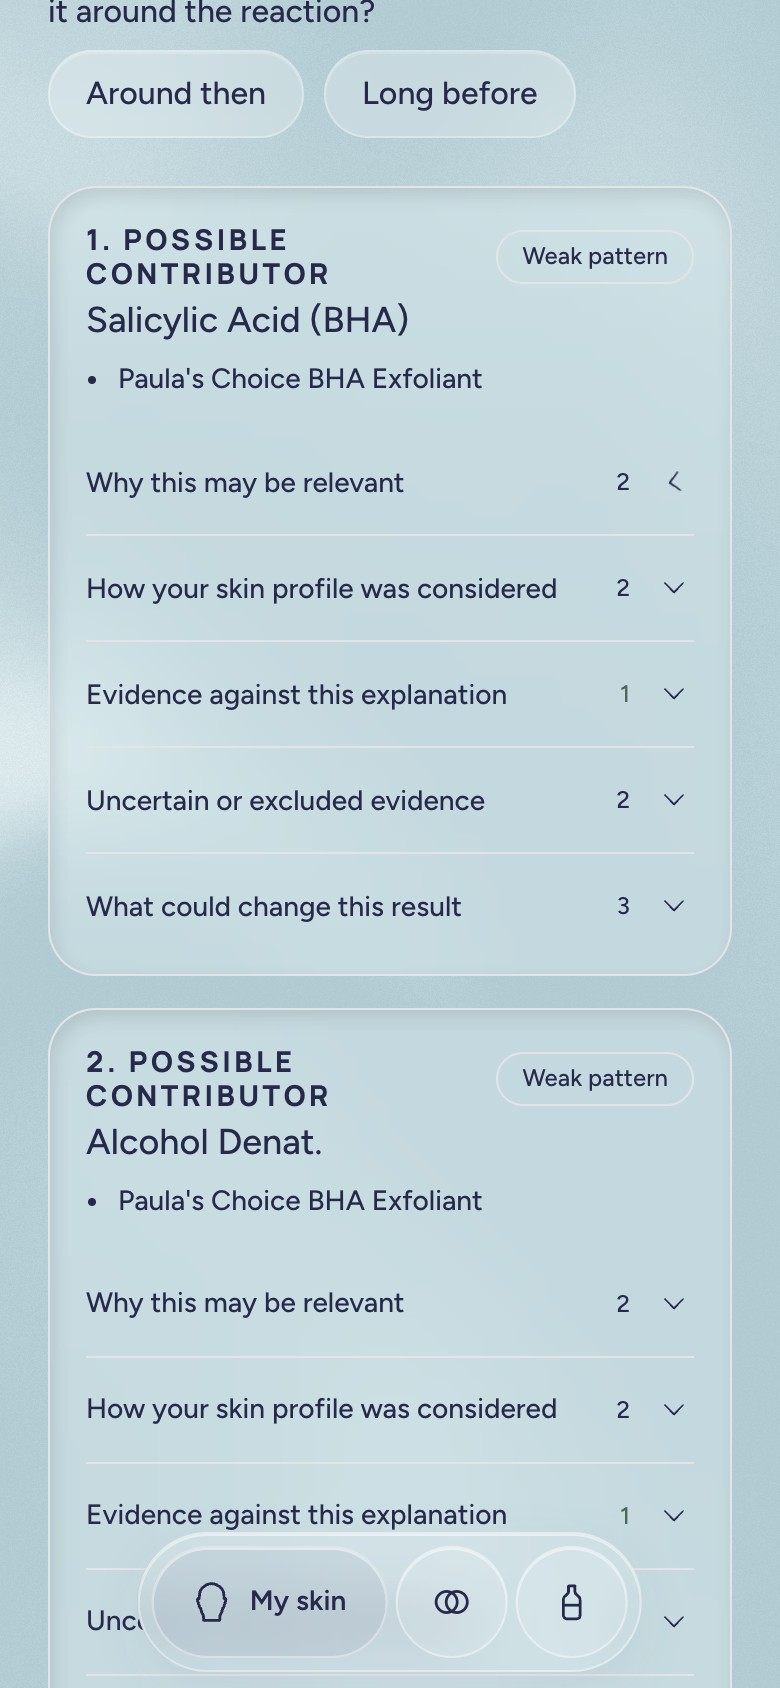 it around the reaction?
Around then
Long before
1. POSSIBLE
CONTRIBUTOR
Weak pattern
Salicylic Acid (BHA)
• Paula's Choice BHA Exfoliant
Why this may be relevant 2
How your skin profile was considered 2
Evidence against this explanation 1
Uncertain or excluded evidence 2
What could change this result 3
2. POSSIBLE
CONTRIBUTOR
Weak pattern
Alcohol Denat.
• Paula's Choice BHA Exfoliant
Why this may be relevant 2
How your skin profile was considered 2
Evidence against this explanation 1
My skin